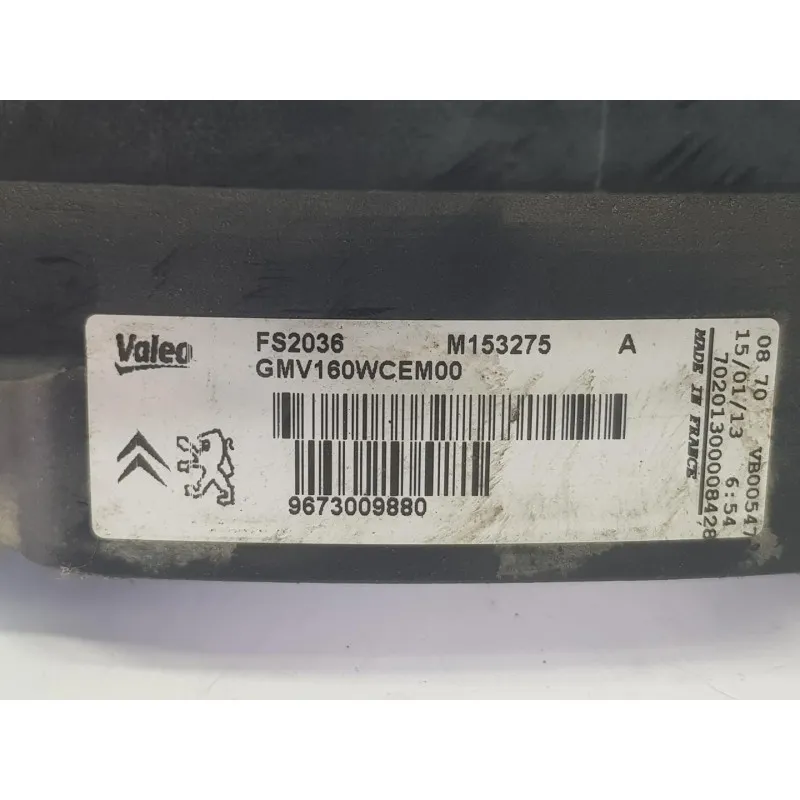 Valeo
FS2036 M153275 A
GMV160WCEM00
9673009880
08 70 VB00547
15/01/13 6:54
70201300008428
MADE IN FRANCE